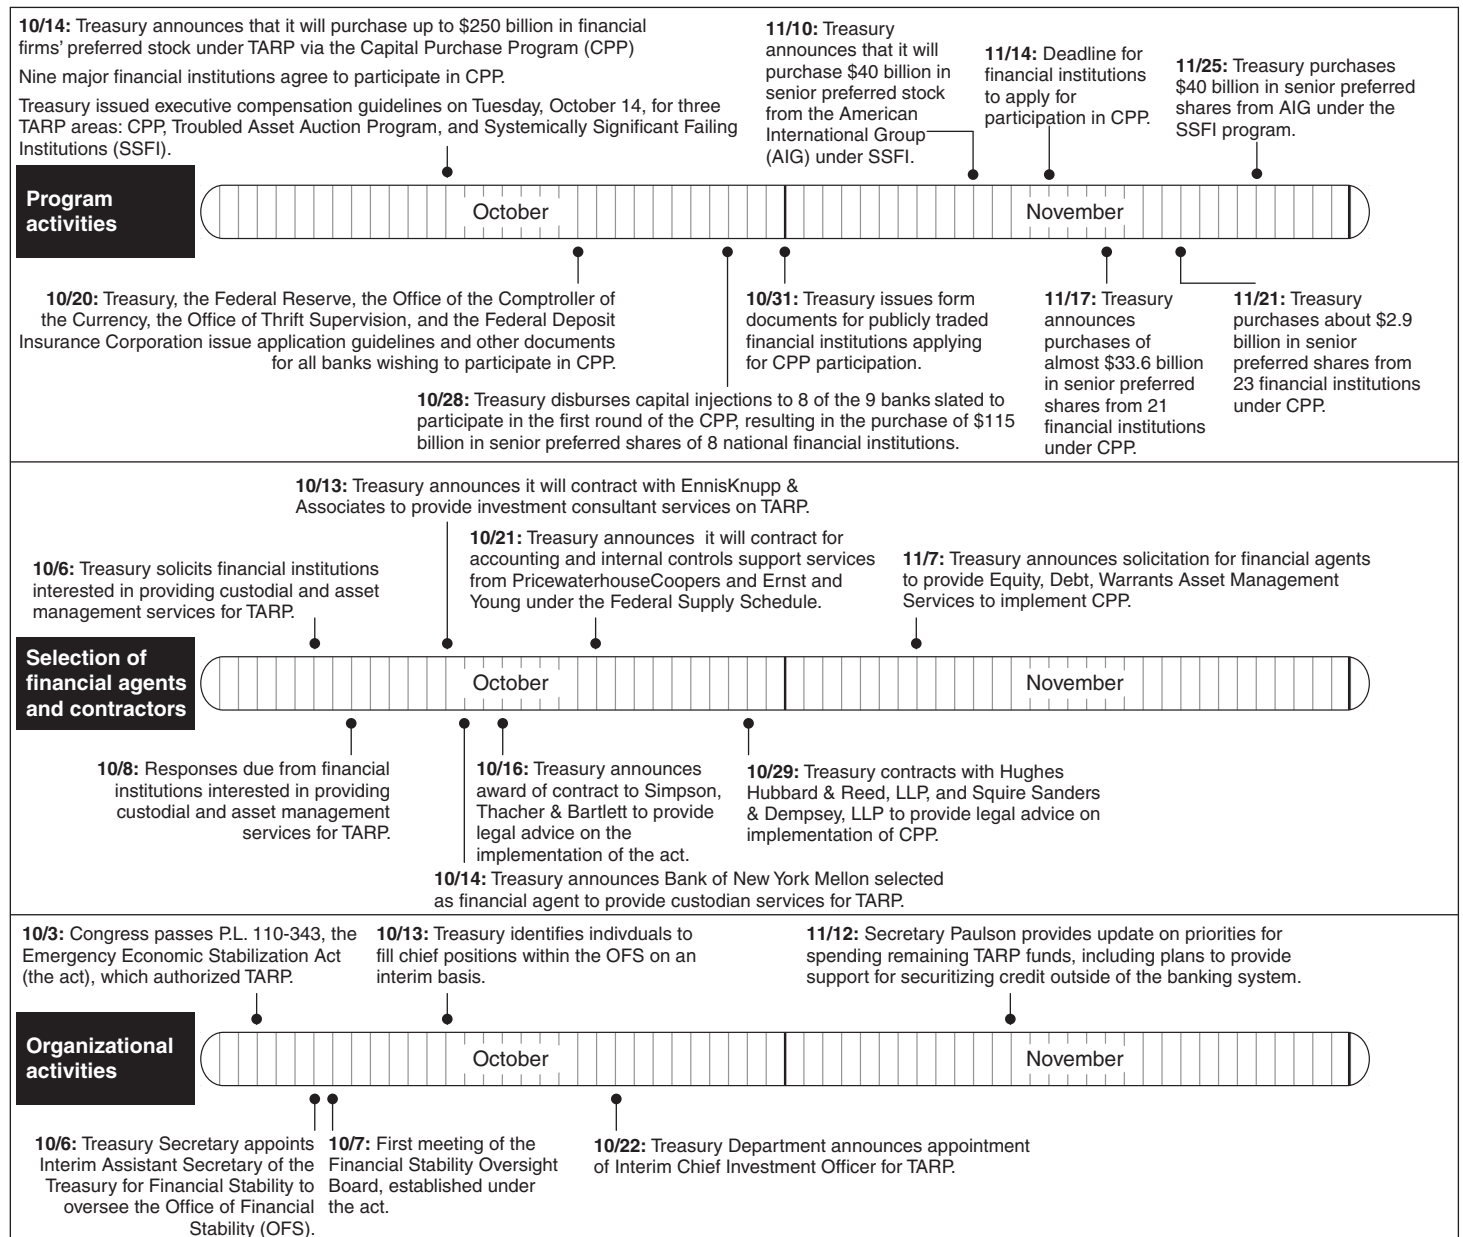 10/14: Treasury announces that it will purchase up to $250 billion in financial
firms' preferred stock under TARP via the Capital Purchase Program (CPP)
Nine major financial institutions agree to participate in CPP.
Treasury issued executive compensation guidelines on Tuesday, October 14, for three
TARP areas: CPP, Troubled Asset Auction Program, and Systemically Significant Failing
Institutions (SSFI).
11/10: Treasury
announces that it will
purchase $40 billion in
senior preferred stock
from the American
International Group
(AIG) under SSFI.
11/14: Deadline for
financial institutions
to apply for
participation in CPP.
11/25: Treasury purchases
$40 billion in senior preferred
shares from AIG under the
SSFI program.
Program
activities
October
November
10/20: Treasury, the Federal Reserve, the Office of the Comptroller of
the Currency, the Office of Thrift Supervision, and the Federal Deposit
Insurance Corporation issue application guidelines and other documents
for all banks wishing to participate in CPP.
10/28: Treasury disburses capital injections to 8 of the 9 banks slated to
participate in the first round of the CPP, resulting in the purchase of $115
billion in senior preferred shares of 8 national financial institutions.
10/31: Treasury issues form
documents for publicly traded
financial institutions applying
for CPP participation.
11/17: Treasury
announces
purchases of
almost $33.6 billion
in senior preferred
shares from 21
financial institutions
under CPP.
11/21: Treasury
purchases about $2.9
billion in senior
preferred shares from
23 financial institutions
under CPP.
10/13: Treasury announces it will contract with EnnisKnupp &
Associates to provide investment consultant services on TARP.
10/6: Treasury solicits financial institutions
interested in providing custodial and asset
management services for TARP.
10/21: Treasury announces it will contract for
accounting and internal controls support services
from PricewaterhouseCoopers and Ernst and
Young under the Federal Supply Schedule.
11/7: Treasury announces solicitation for financial agents
to provide Equity, Debt, Warrants Asset Management
Services to implement CPP.
Selection of
financial agents
and contractors
October
November
10/8: Responses due from financial
institutions interested in providing
custodial and asset management
services for TARP.
10/16: Treasury announces
award of contract to Simpson,
Thacher & Bartlett to provide
legal advice on the
implementation of the act.
10/29: Treasury contracts with Hughes
Hubbard & Reed, LLP, and Squire Sanders
& Dempsey, LLP to provide legal advice on
implementation of CPP.
10/14: Treasury announces Bank of New York Mellon selected
as financial agent to provide custodian services for TARP.
10/3: Congress passes P.L. 110-343, the
Emergency Economic Stabilization Act
(the act), which authorized TARP.
10/13: Treasury identifies indivduals to
fill chief positions within the OFS on an
interim basis.
11/12: Secretary Paulson provides update on priorities for
spending remaining TARP funds, including plans to provide
support for securitizing credit outside of the banking system.
Organizational
activities
October
November
10/6: Treasury Secretary appoints
Interim Assistant Secretary of the
Treasury for Financial Stability to
oversee the Office of Financial
Stability (OFS).
10/7: First meeting of the
Financial Stability Oversight
Board, established under
the act.
10/22: Treasury Department announces appointment
of Interim Chief Investment Officer for TARP.